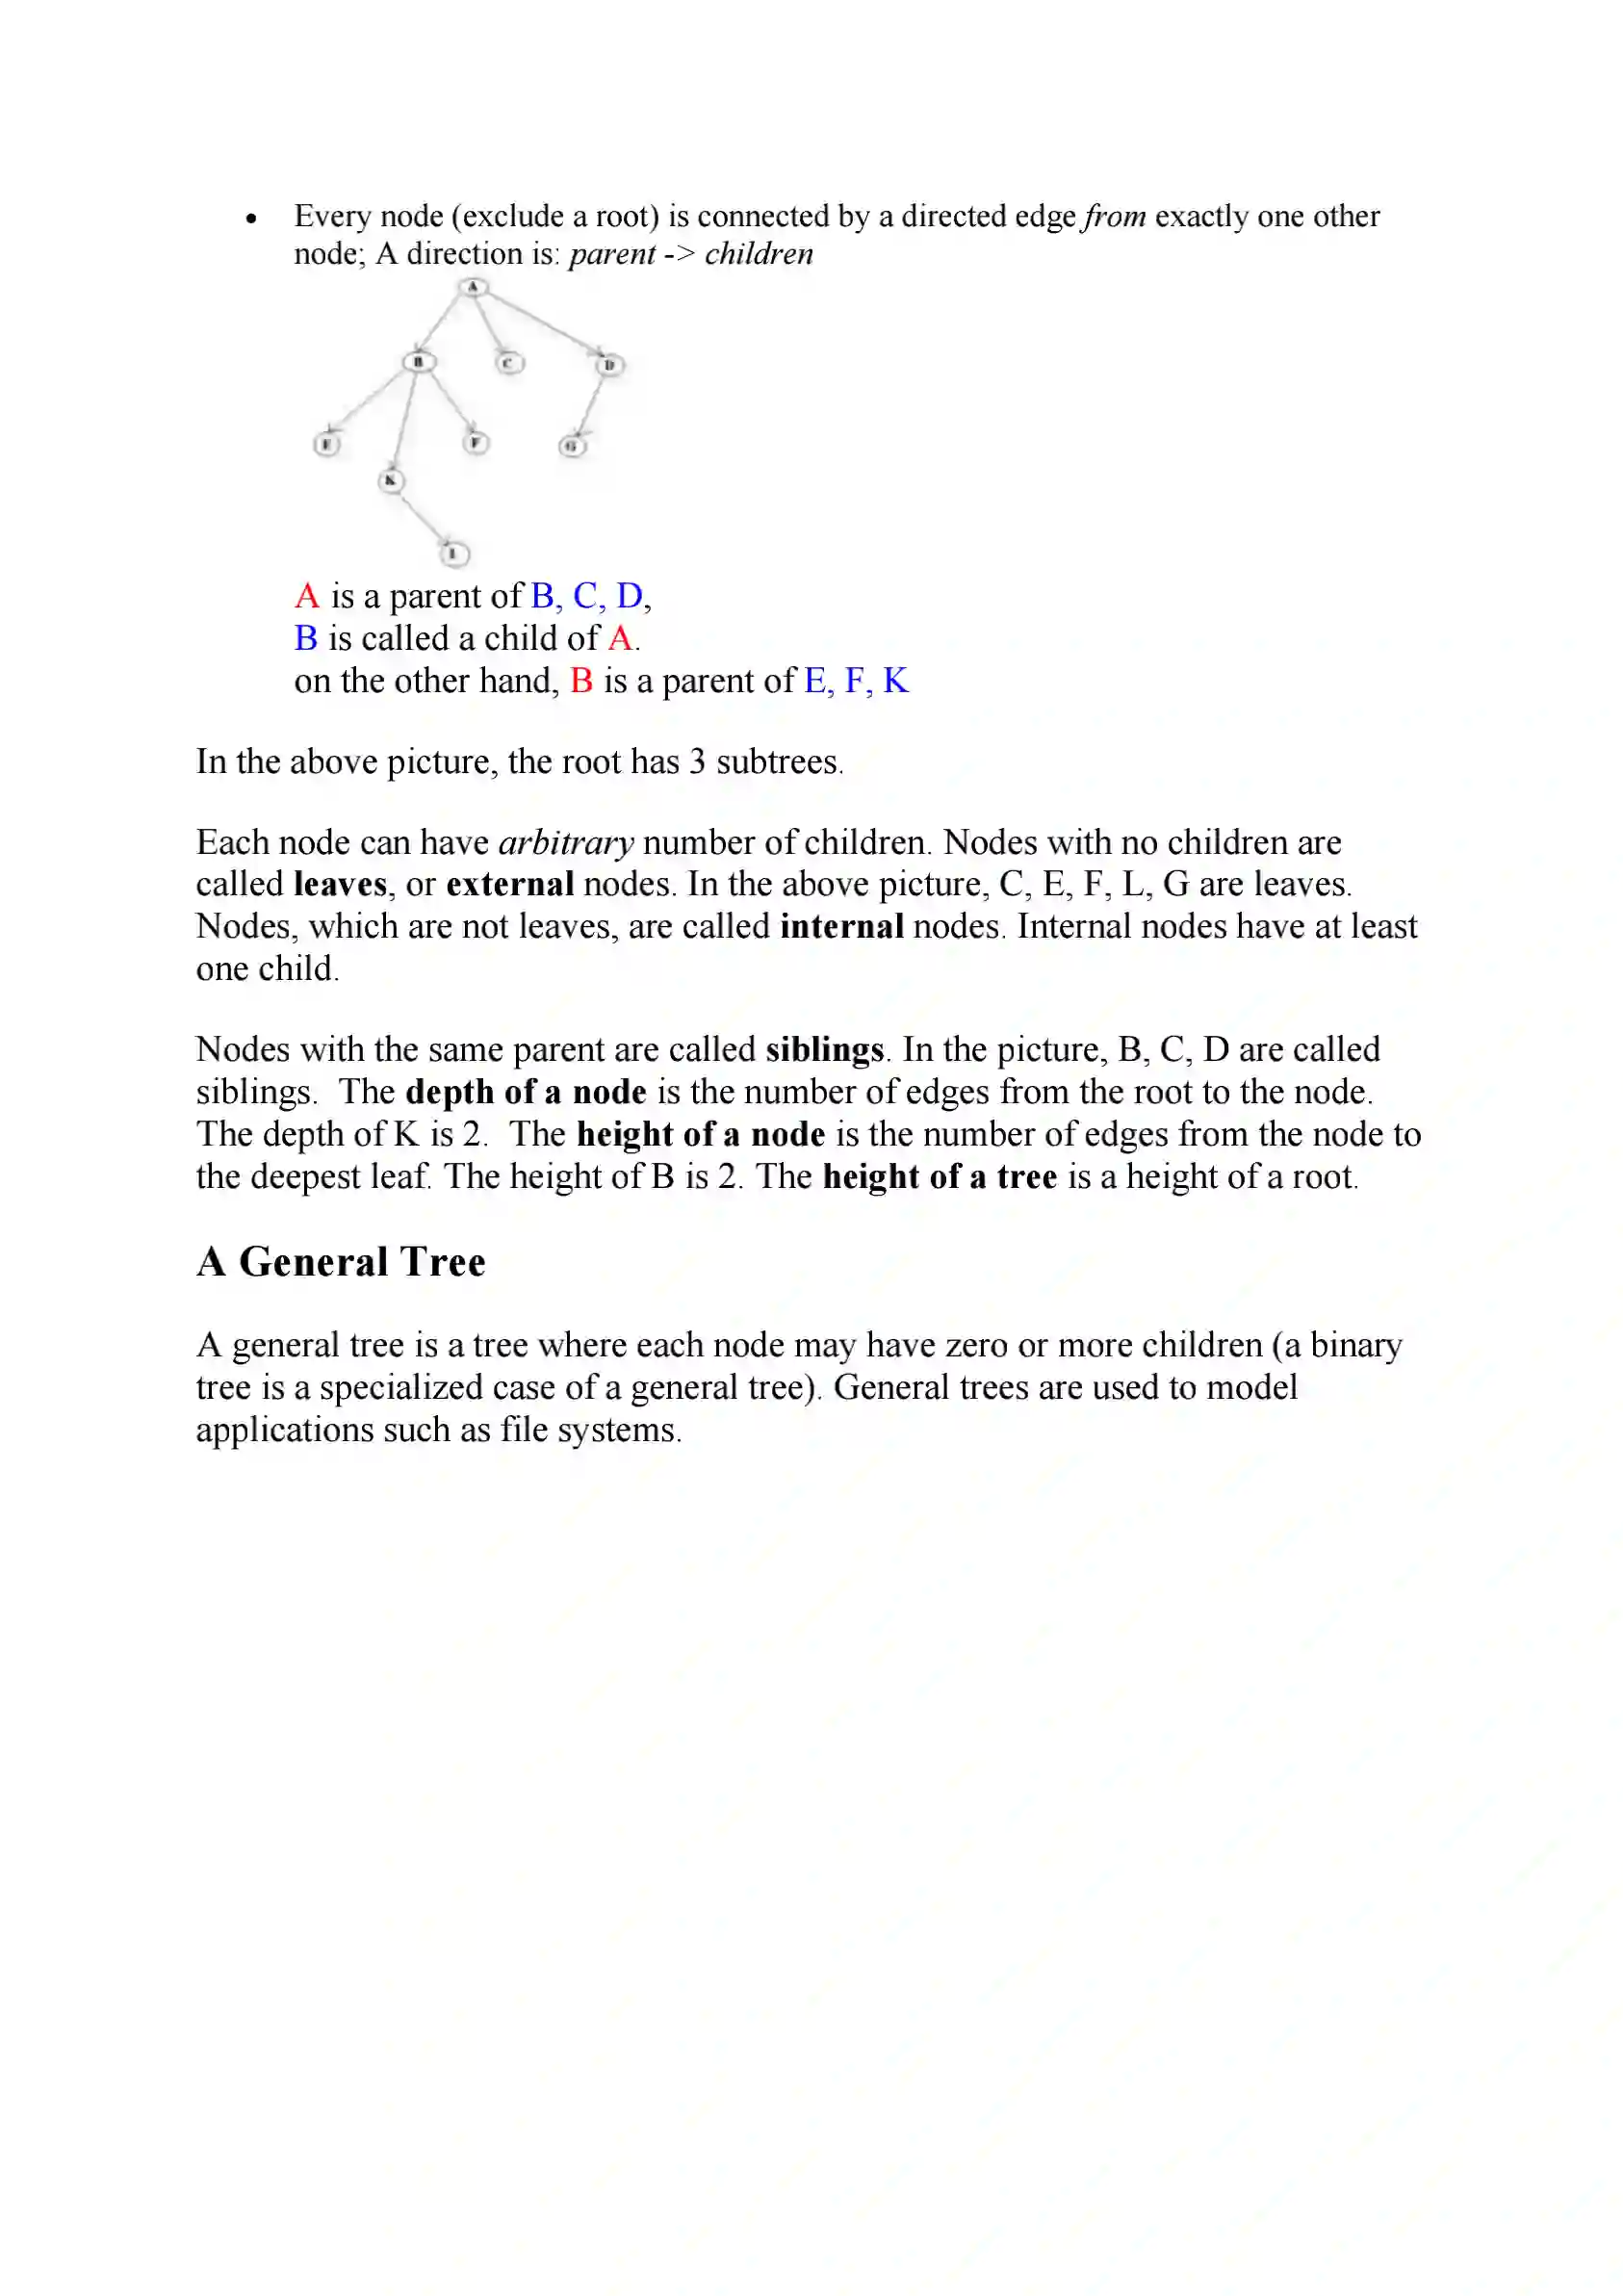 • Every node (exclude a root) is connected by a directed edge from exactly one other
node; A direction is: parent -> children
A
B C D
E F G
K
L
A is a parent of B, C, D,
B is called a child of A.
on the other hand, B is a parent of E, F, K
In the above picture, the root has 3 subtrees.
Each node can have arbitrary number of children. Nodes with no children are
called leaves, or external nodes. In the above picture, C, E, F, L, G are leaves.
Nodes, which are not leaves, are called internal nodes. Internal nodes have at least
one child.
Nodes with the same parent are called siblings. In the picture, B, C, D are called
siblings. The depth of a node is the number of edges from the root to the node.
The depth of K is 2. The height of a node is the number of edges from the node to
the deepest leaf. The height of B is 2. The height of a tree is a height of a root.
A General Tree
A general tree is a tree where each node may have zero or more children (a binary
tree is a specialized case of a general tree). General trees are used to model
applications such as file systems.